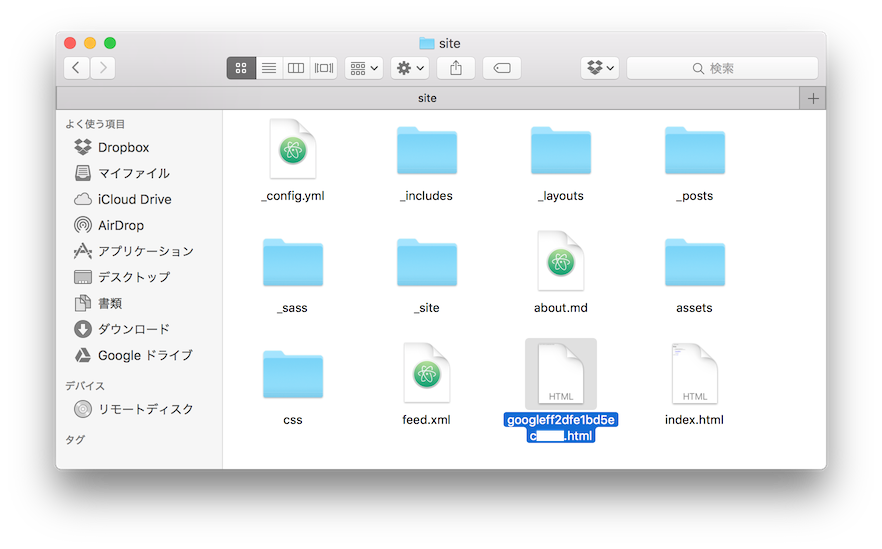 site
検索
site
よく使う項目
Dropbox
マイファイル
iCloud Drive
AirDrop
アプリケーション
デスクトップ
書類
ダウンロード
Google ドライブ
デバイス
リモートディスク
タグ
_config.yml
_includes
_layouts
_posts
_sass
_site
about.md
assets
HTML
HTML
css
feed.xml
googleff2dfe1bd5e
c .html
index.html